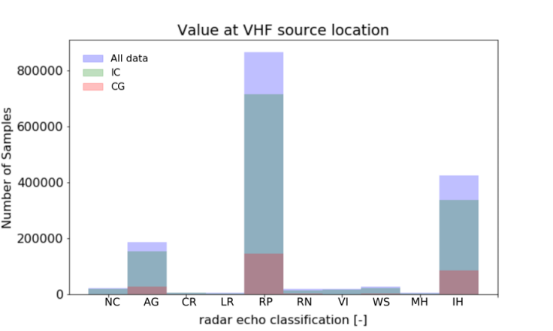 Value at VHF source location
All data
IC
CG
Number of Samples
800000
600000
400000
200000
0
NC AG CR LR RP RN VI WS MH IH
radar echo classification [-]